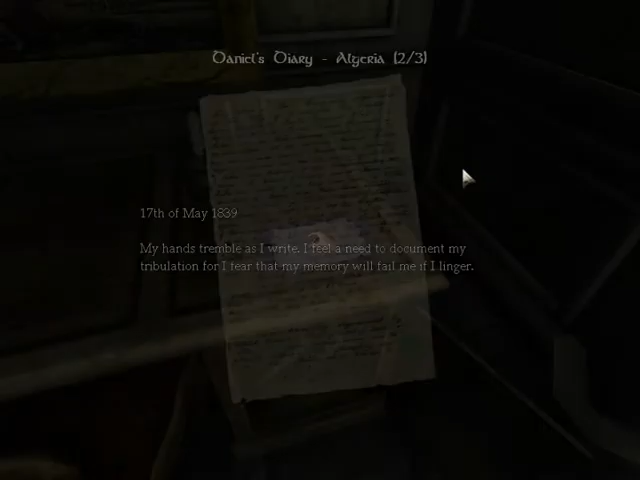 Daniel's Diary - Algeria (2/3)
17th of May 1839
My hands tremble as I write. I feel a need to document my
tribulation for I fear that my memory will fail me if I linger.